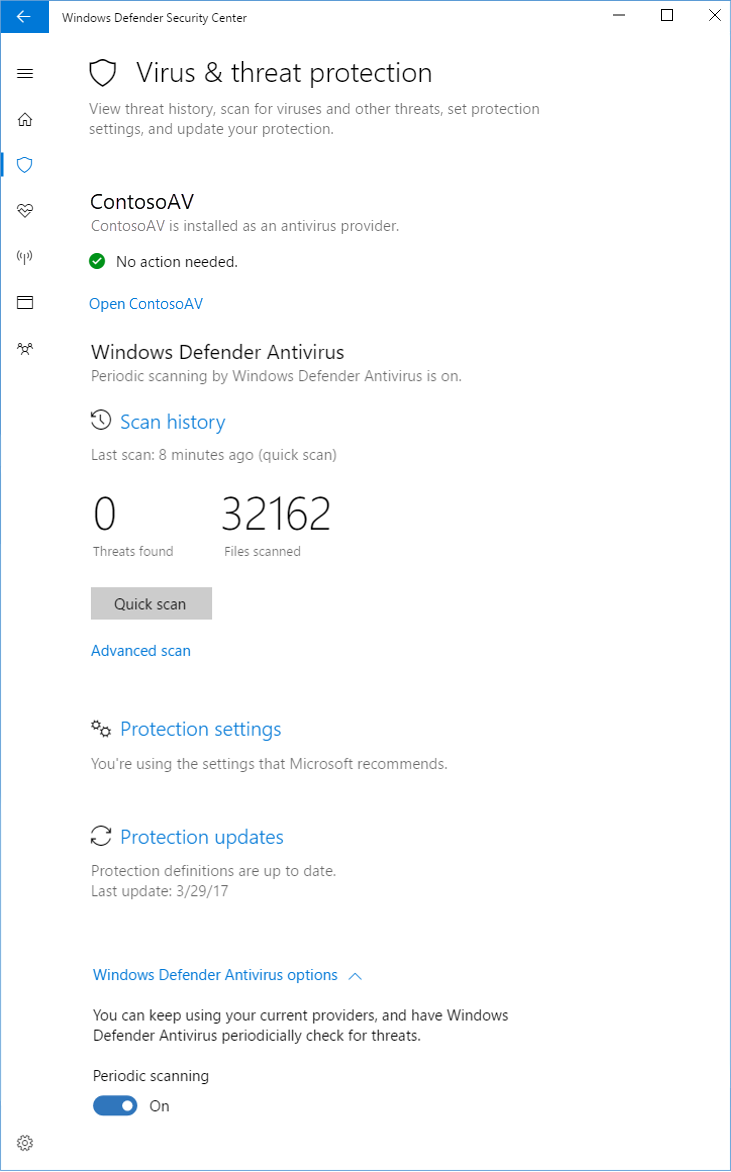 Windows Defender Security Center
Virus & threat protection
View threat history, scan for viruses and other threats, set protection
settings, and update your protection.
ContosoAV
ContosoAV is installed as an antivirus provider.
No action needed.
Open ContosoAV
Windows Defender Antivirus
Periodic scanning by Windows Defender Antivirus is on.
Scan history
Last scan: 8 minutes ago (quick scan)
0 32162
Threats found Files scanned
Quick scan
Advanced scan
Protection settings
You're using the settings that Microsoft recommends.
Protection updates
Protection definitions are up to date.
Last update: 3/29/17
Windows Defender Antivirus options
You can keep using your current providers, and have Windows
Defender Antivirus periodicially check for threats.
Periodic scanning
On